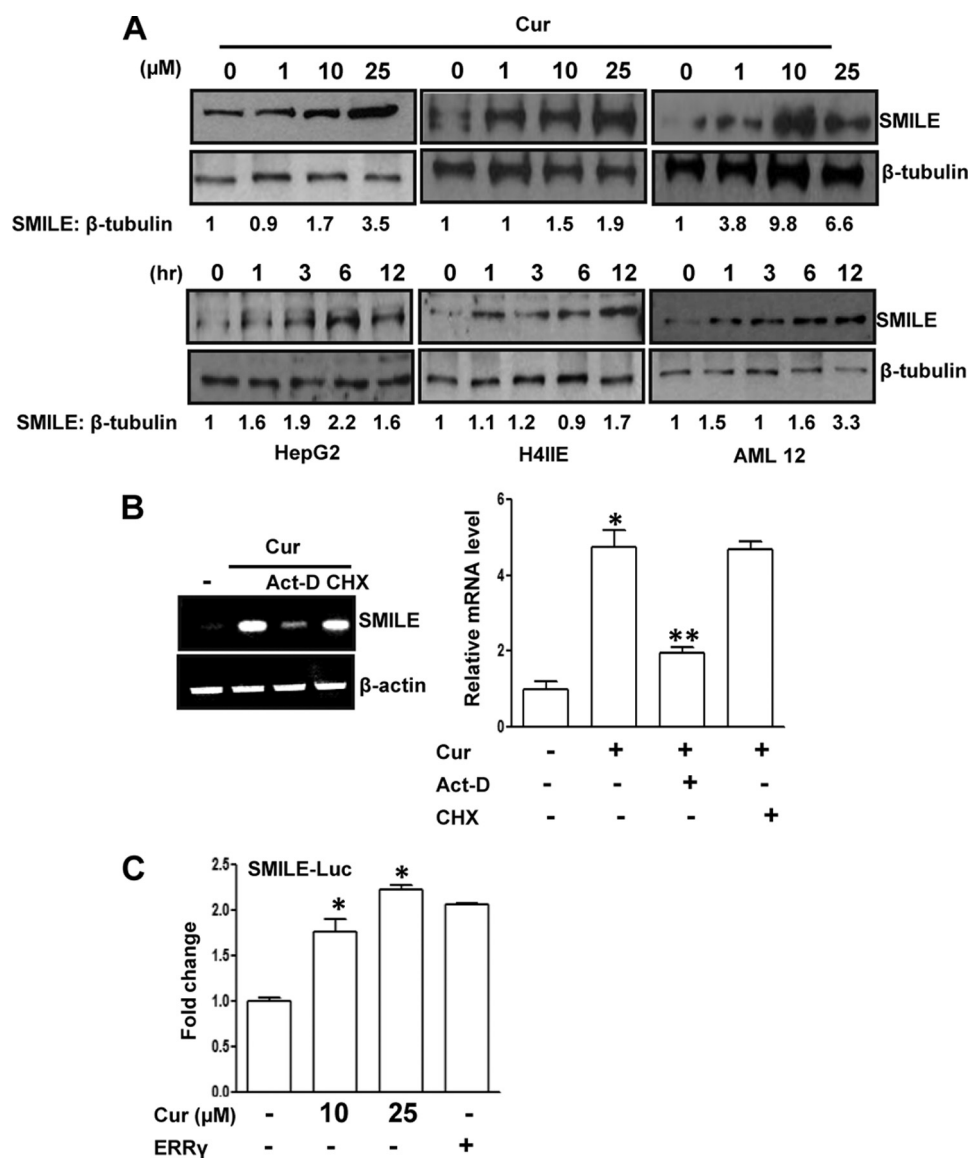 A
Cur
(µM) 0 1 10 25 0 1 10 25 0 1 10 25
SMILE
β-tubulin
SMILE: β-tubulin 1 0.9 1.7 3.5 1 1 1.5 1.9 1 3.8 9.8 6.6
(hr) 0 1 3 6 12 0 1 3 6 12 0 1 3 6 12
SMILE
β-tubulin
SMILE: β-tubulin 1 1.6 1.9 2.2 1.6 1 1.1 1.2 0.9 1.7 1 1.5 1 1.6 3.3
HepG2 H4IIE AML 12
B
Cur
- Act-D CHX
SMILE
β-actin
Relative mRNA level
6
4
2
0
*
**
Cur - + + +
Act-D - - + -
CHX - - - +
C
SMILE-Luc
Fold change
2.5
2.0
1.5
1.0
0.5
0.0
*
*
Cur (µM) - 10 25 -
ERRγ - - - +